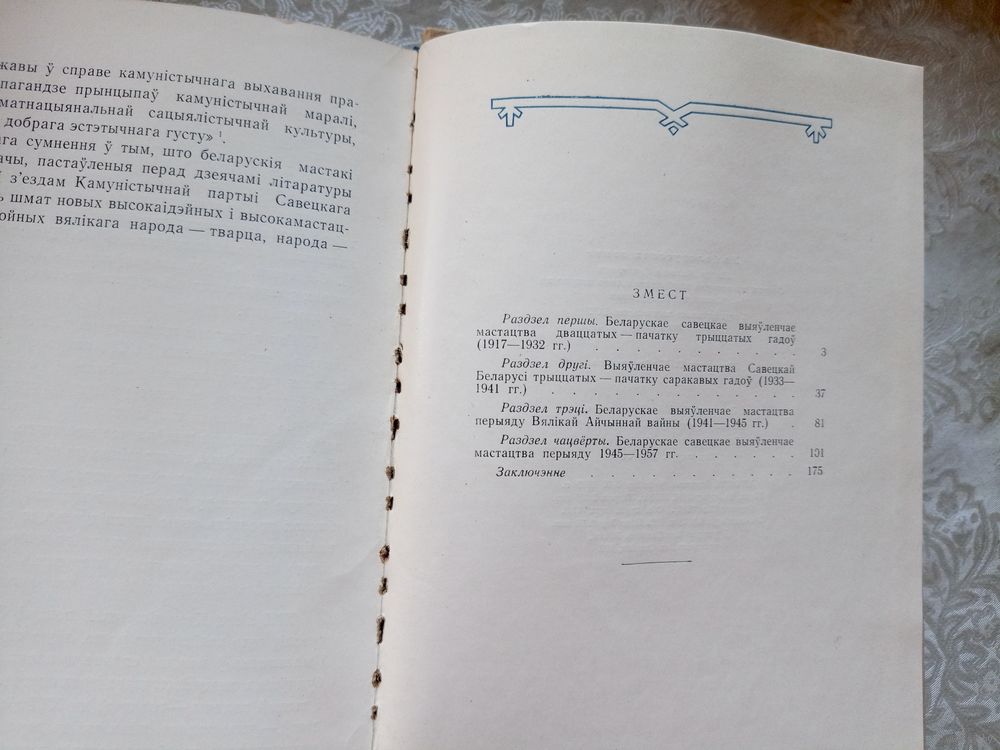 жавы ў справе камуністычнага выхавання пра-
пагандзе прынцыпаў камуністычнай маралі,
матнацыянальнай сацыялістычнай культуры,
добрага эстэтычнага густу» ¹.
ага сумнення ў тым, што беларускія мастакі
ачы, пастаўленыя перад дзеячамі літаратуры
з'ездам Камуністычнай партыі Савецкага
ь шмат новых высокаідэйных і высокамастац-
ойных вялікага народа — тварца, народа —
ЗМЕСТ
Раздзел першы. Беларускае савецкае выяўленчае
мастацтва дваццатых — пачатку трыццатых гадоў
(1917—1932 гг.) . . . . . . . . . . . 3
Раздзел другі. Выяўленчае мастацтва Савецкай
Беларусі трыццатых — пачатку саракавых гадоў (1933—
1941 гг.) . . . . . . . . . . . . . 37
Раздзел трэці. Беларускае выяўленчае мастацтва
перыяду Вялікай Айчыннай вайны (1941—1945 гг.) . 81
Раздзел чацвёрты. Беларускае савецкае выяўленчае
мастацтва перыяду 1945—1957 гг. . . . . . . 101
Заключэнне . . . . . . . . . . . 175